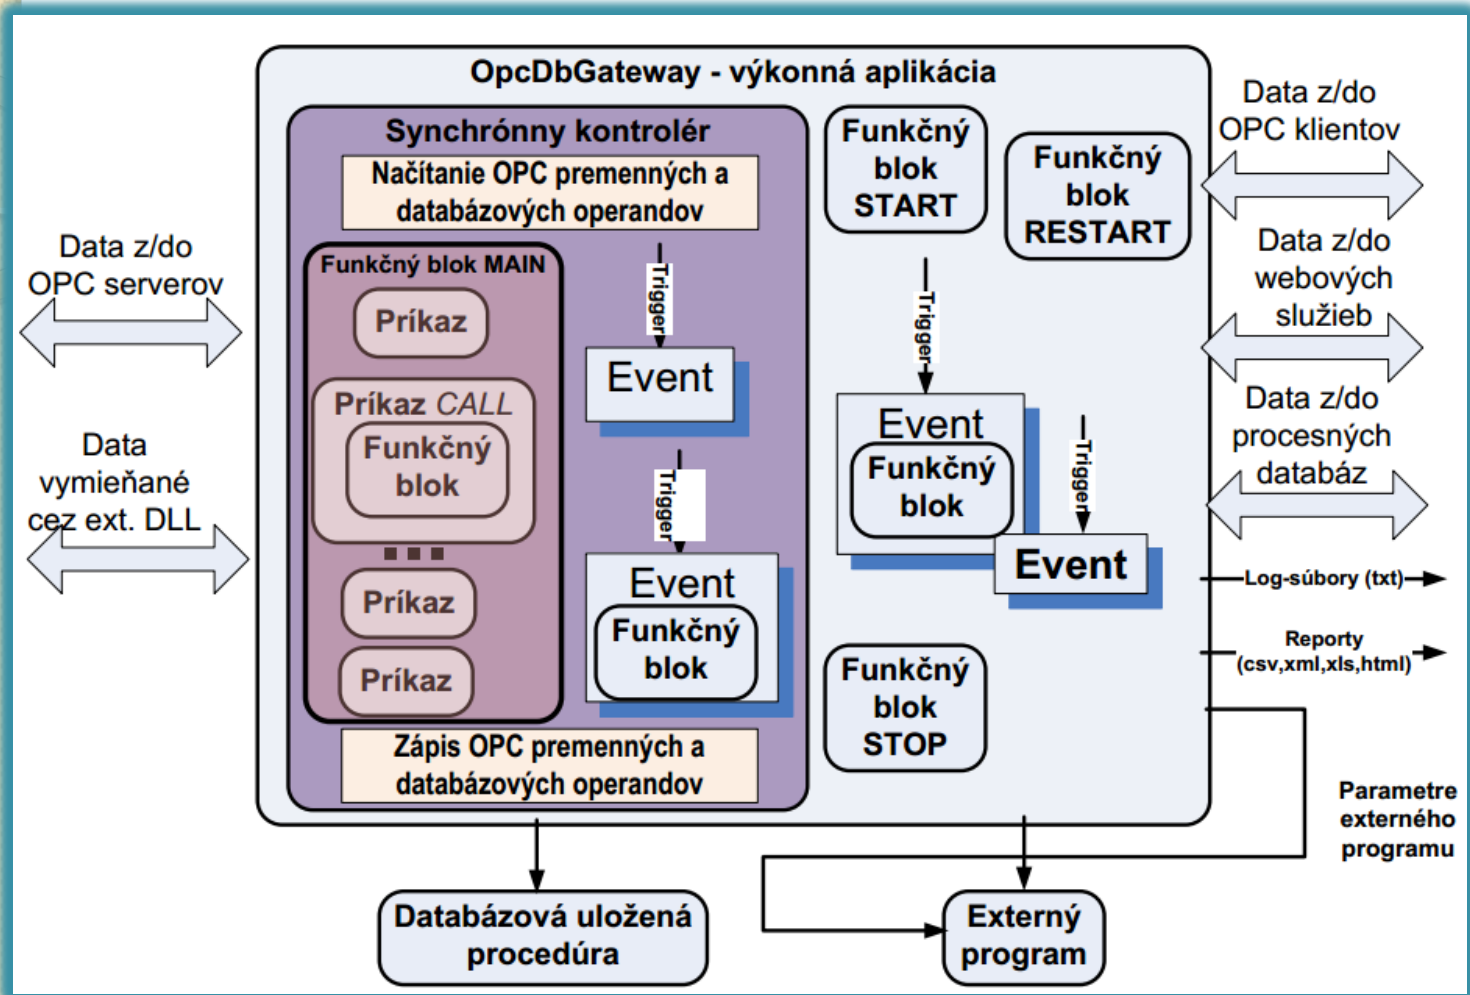 OpcDbGateway - výkonná aplikácia
Synchrónny kontrolér
Načítanie OPC premenných a
databázových operandov
Funkčný blok MAIN
Príkaz
Príkaz CALL
Funkčný
blok
Príkaz
Príkaz
Trigger
Event
Trigger
Event
Funkčný
blok
Zápis OPC premenných a
databázových operandov
Funkčný
blok
START
Funkčný
blok
RESTART
Trigger
Event
Funkčný
blok
Trigger
Event
Funkčný
blok
STOP
Data z/do
OPC serverov
Data
vymieňané
cez ext. DLL
Data z/do
OPC klientov
Data z/do
webových
služieb
Data z/do
procesných
databáz
Log-súbory (txt)
Reporty
(csv,xml,xls,html)
Parametre
externého
programu
Databázová uložená
procedúra
Externý
program